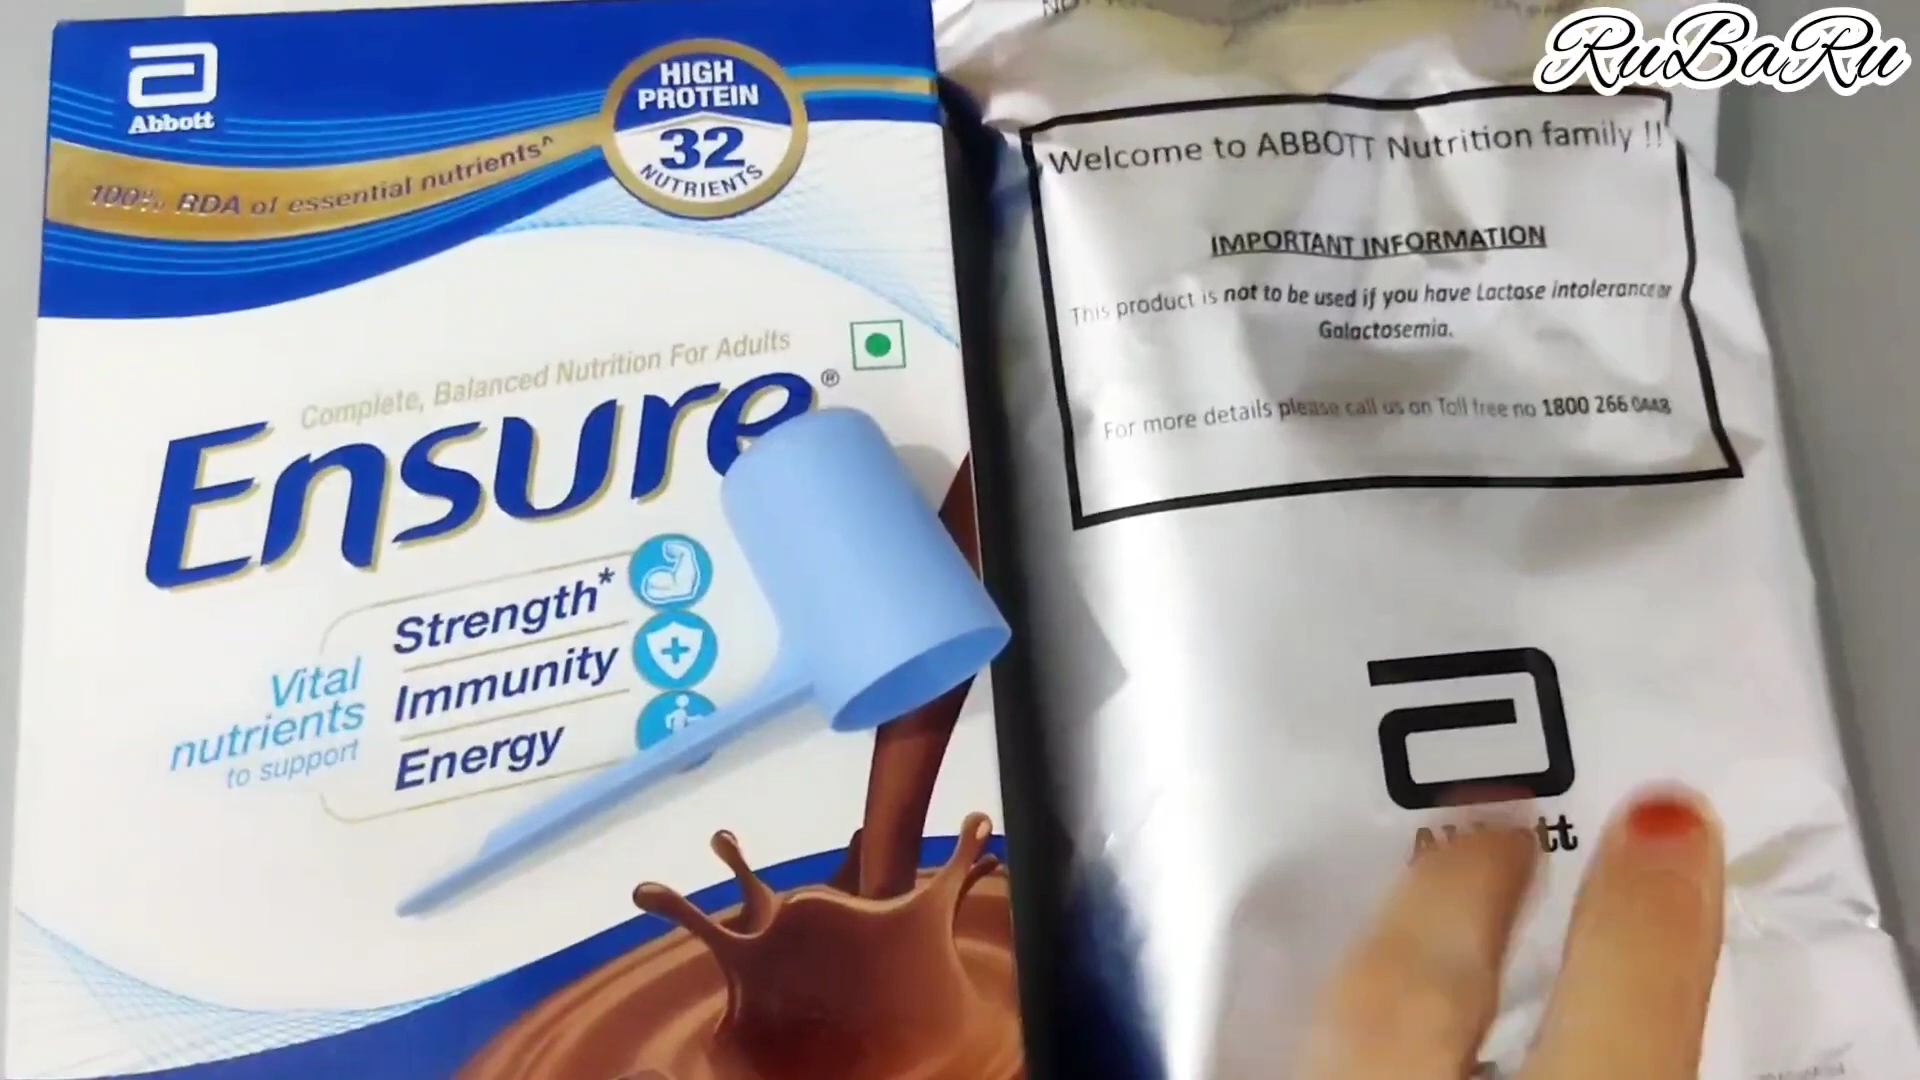 RuBaRu
Abbott
100% RDA of essential nutrients^
HIGH
PROTEIN
32
NUTRIENTS
Complete, Balanced Nutrition For Adults
Ensure®
Vital
nutrients
to support
Strength*
Immunity
Energy
Welcome to ABBOTT Nutrition family !!
IMPORTANT INFORMATION
This product is not to be used if you have Lactose intolerance or
Galactosemia.
For more details please call us on Toll free no 1800 266 0448